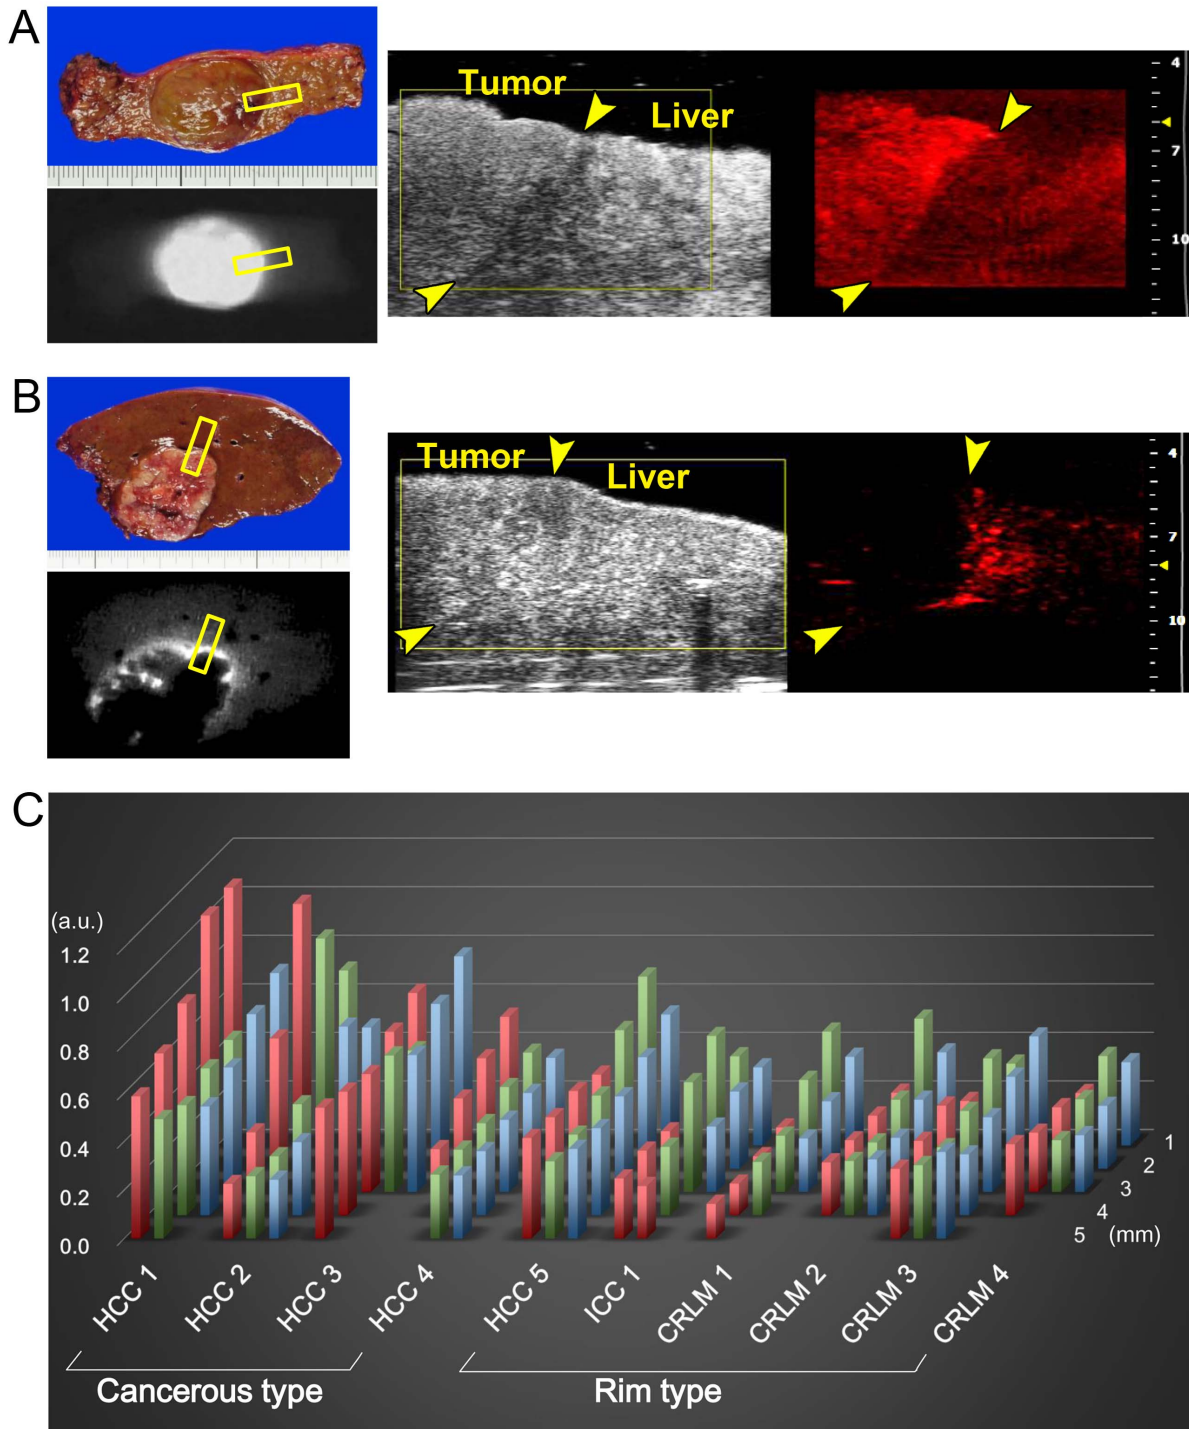 A
Tumor
Liver
4
7
10
B
Tumor
Liver
4
7
10
C
(a.u.)
1.2
1.0
0.8
0.6
0.4
0.2
0.0
1
2
3
4
5 (mm)
HCC 1
HCC 2
HCC 3
HCC 4
HCC 5
ICC 1
CRLM 1
CRLM 2
CRLM 3
CRLM 4
Cancerous type
Rim type